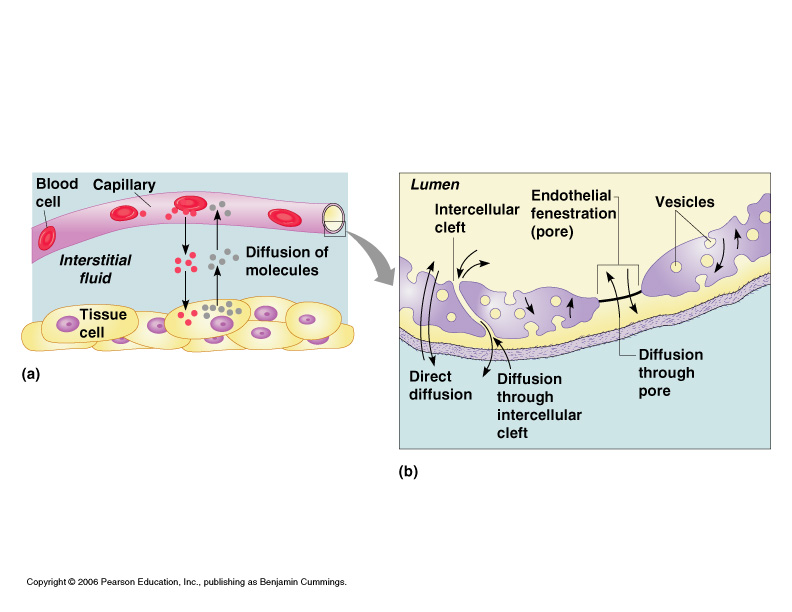 Blood
cell
Capillary
Interstitial
fluid
Diffusion of
molecules
Tissue
cell
(a)
Lumen
Intercellular
cleft
Endothelial
fenestration
(pore)
Vesicles
Direct
diffusion
Diffusion
through
intercellular
cleft
Diffusion
through
pore
(b)
Copyright © 2006 Pearson Education, Inc., publishing as Benjamin Cummings.